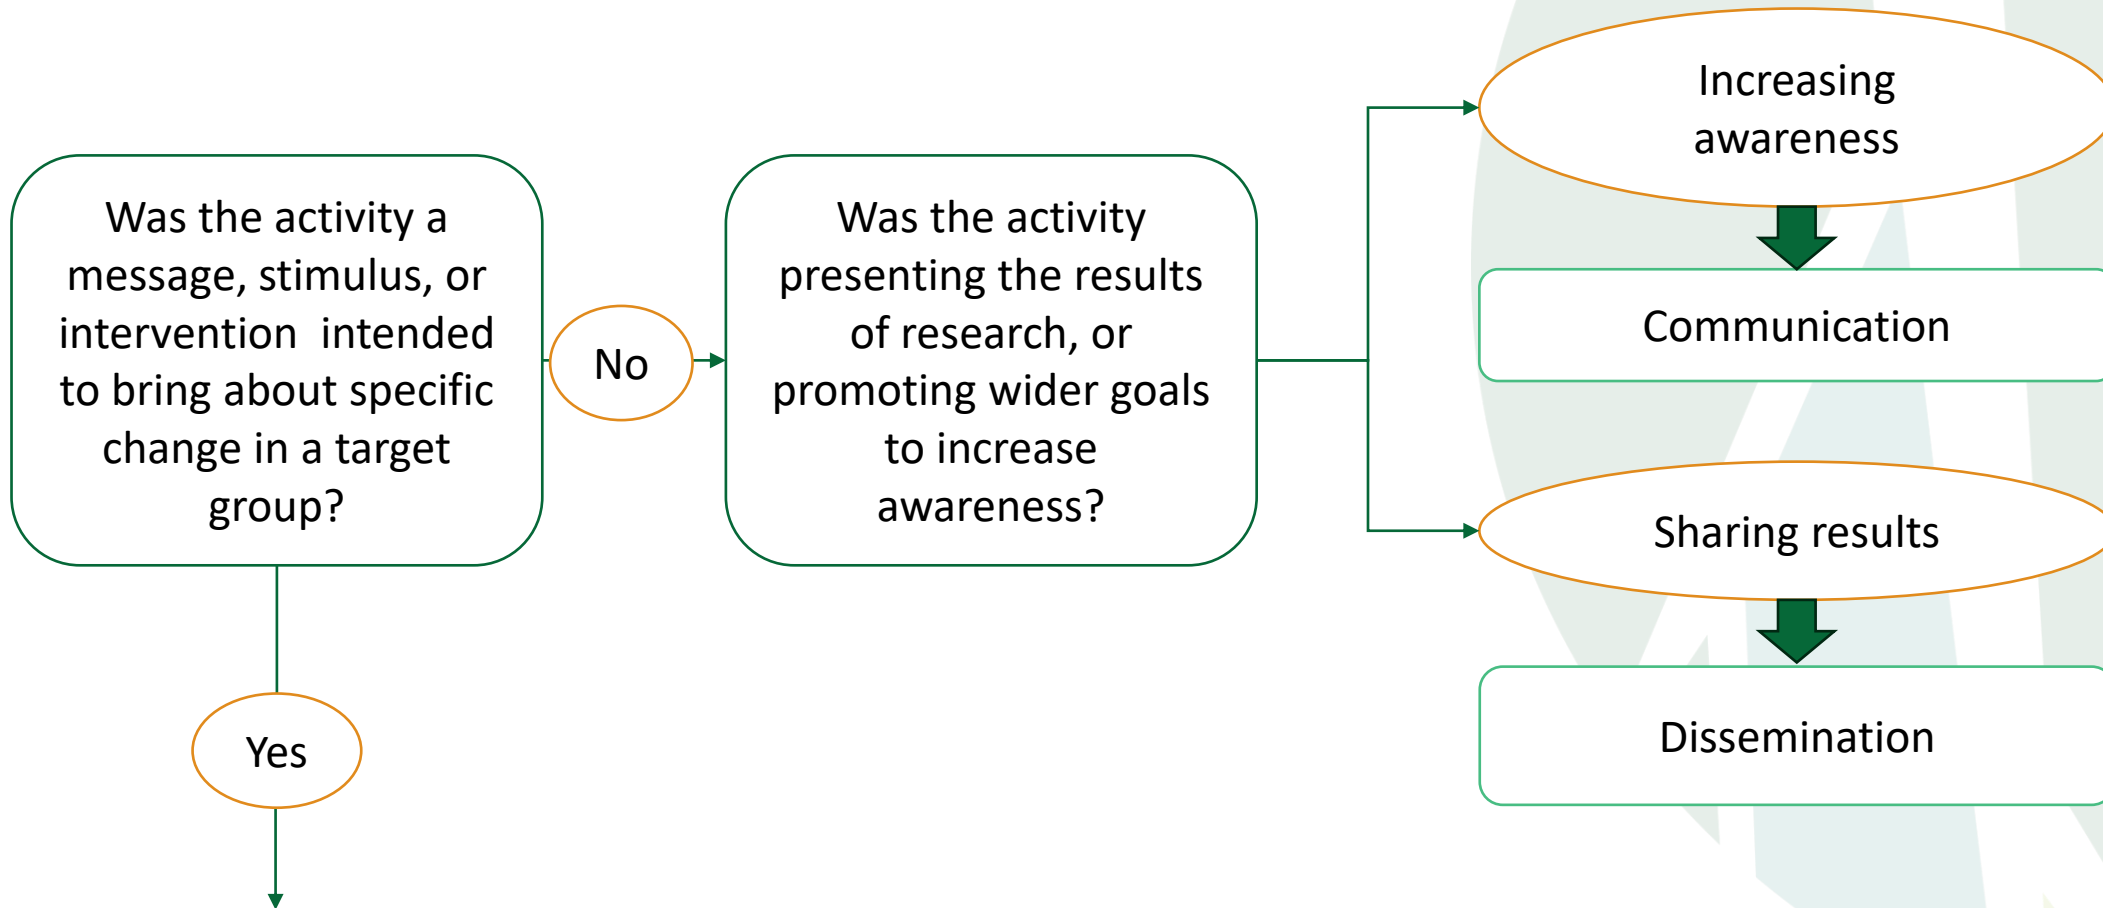 Was the activity a
message, stimulus, or
intervention intended
to bring about specific
change in a target
group?
No
Yes
Was the activity
presenting the results
of research, or
promoting wider goals
to increase
awareness?
Increasing
awareness
Communication
Sharing results
Dissemination